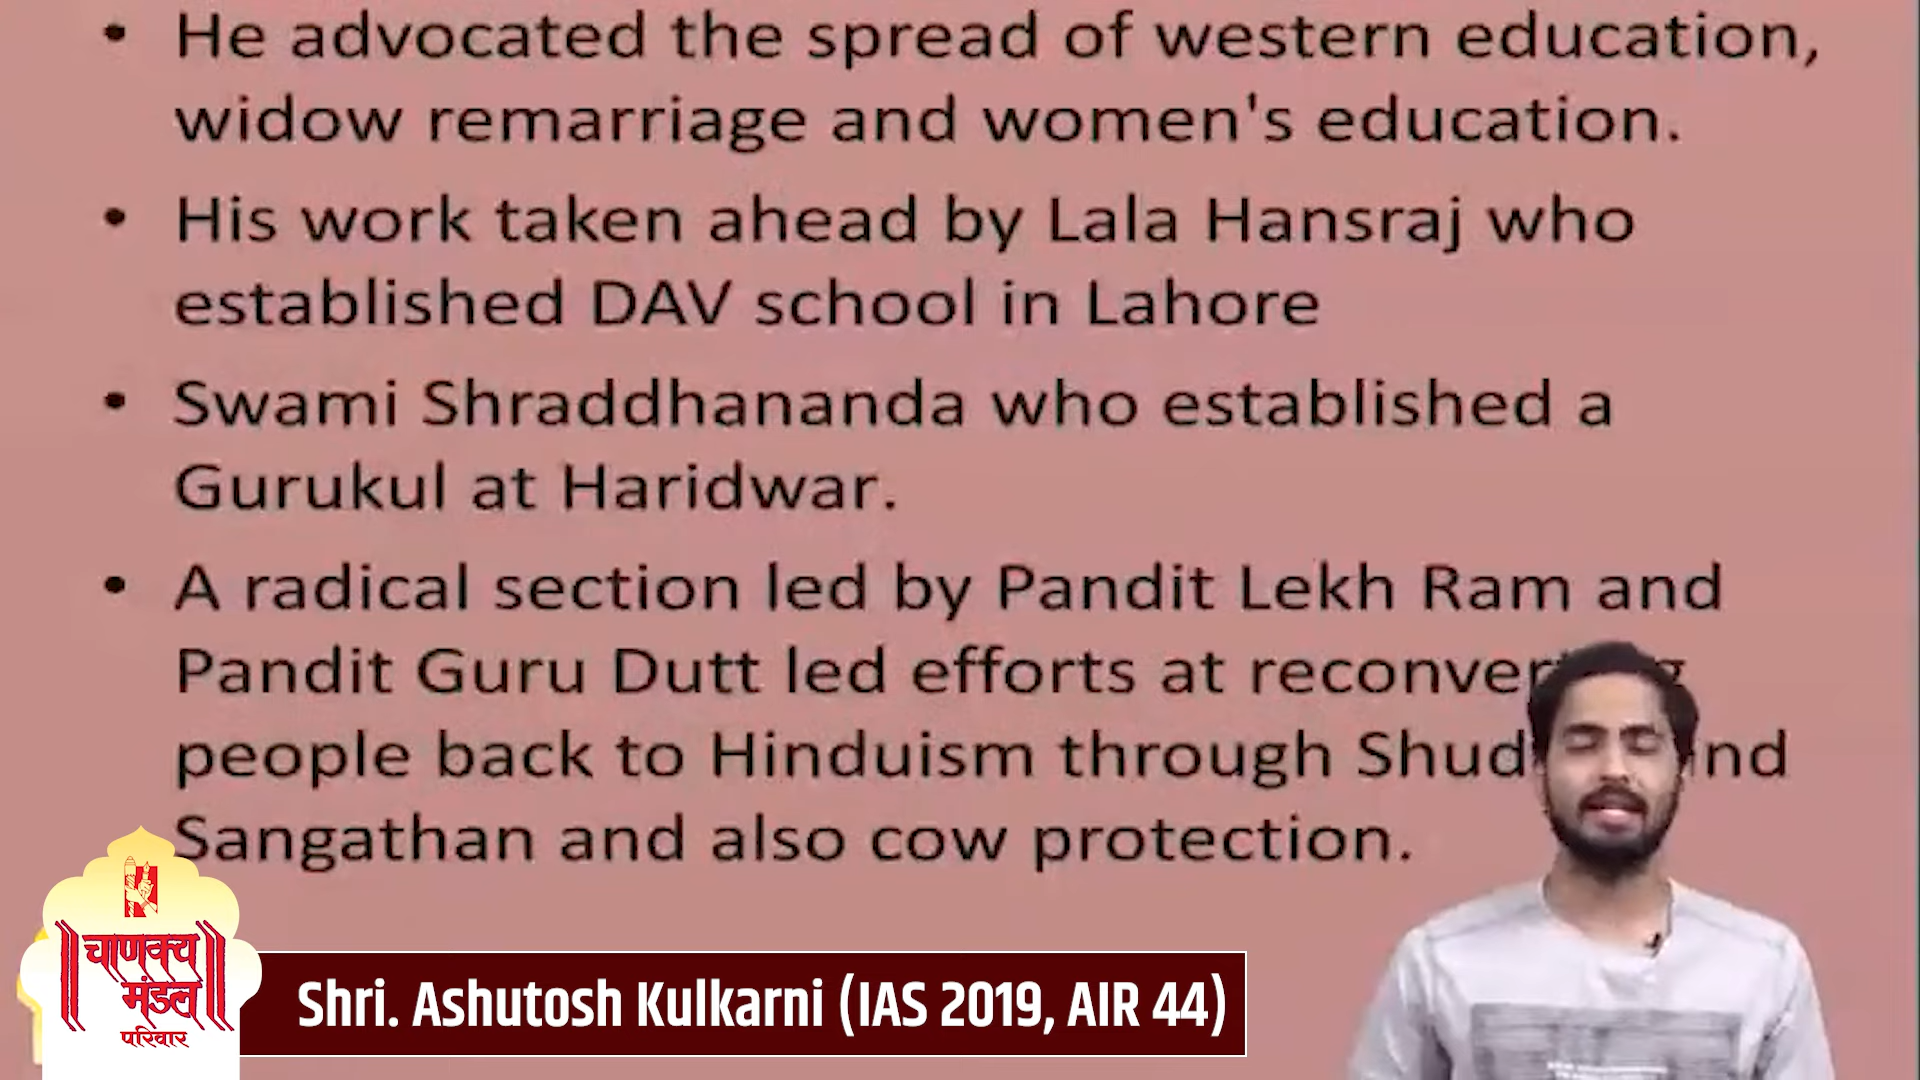 • He advocated the spread of western education,
widow remarriage and women's education.
• His work taken ahead by Lala Hansraj who
established DAV school in Lahore
• Swami Shraddhananda who established a
Gurukul at Haridwar.
• A radical section led by Pandit Lekh Ram and
Pandit Guru Dutt led efforts at
people back to Hinduism through
Sangathan and also cow protection.
चाणक्य
मंडल
परिवार
Shri. Ashutosh Kulkarni (IAS 2019, AIR 44)